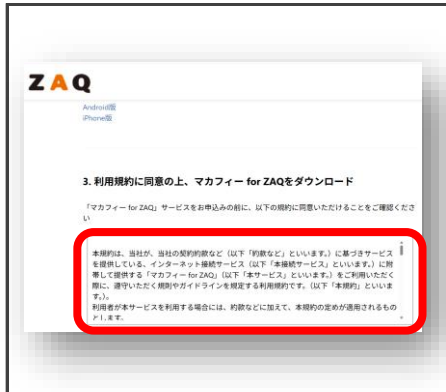 ZAQ
Android版
iPhone版
3. 利用規約に同意の上、マカフィー for ZAQをダウンロード
「マカフィー for ZAQ」サービスをお申込みの前に、以下の規約に同意いただけることをご確認くださ
い
本規約は、当社が、当社の契約約款など（以下「約款など」といいます。）に基づきサービス
を提供している、インターネット接続サービス（以下「本接続サービス」といいます。）に附
帯して提供する「マカフィー for ZAQ」（以下「本サービス」といいます。）をご利用いただく
際に、遵守いただく規則やガイドラインを規定する利用規約です。（以下「本規約」といいま
す。）。
利用者が本サービスを利用する場合には、約款などに加えて、本規約の定めが適用されるもの
とします。